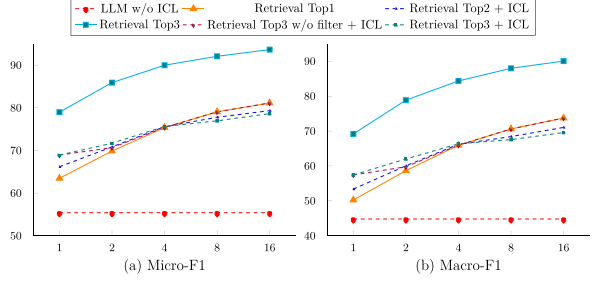 LLM w/o ICL Retrieval Top1 Retrieval Top2 + ICL
Retrieval Top3 Retrieval Top3 w/o filter + ICL Retrieval Top3 + ICL
90
80
70
60
50
1 2 4 8 16
(a) Micro-F1
90
80
70
60
50
40
1 2 4 8 16
(b) Macro-F1